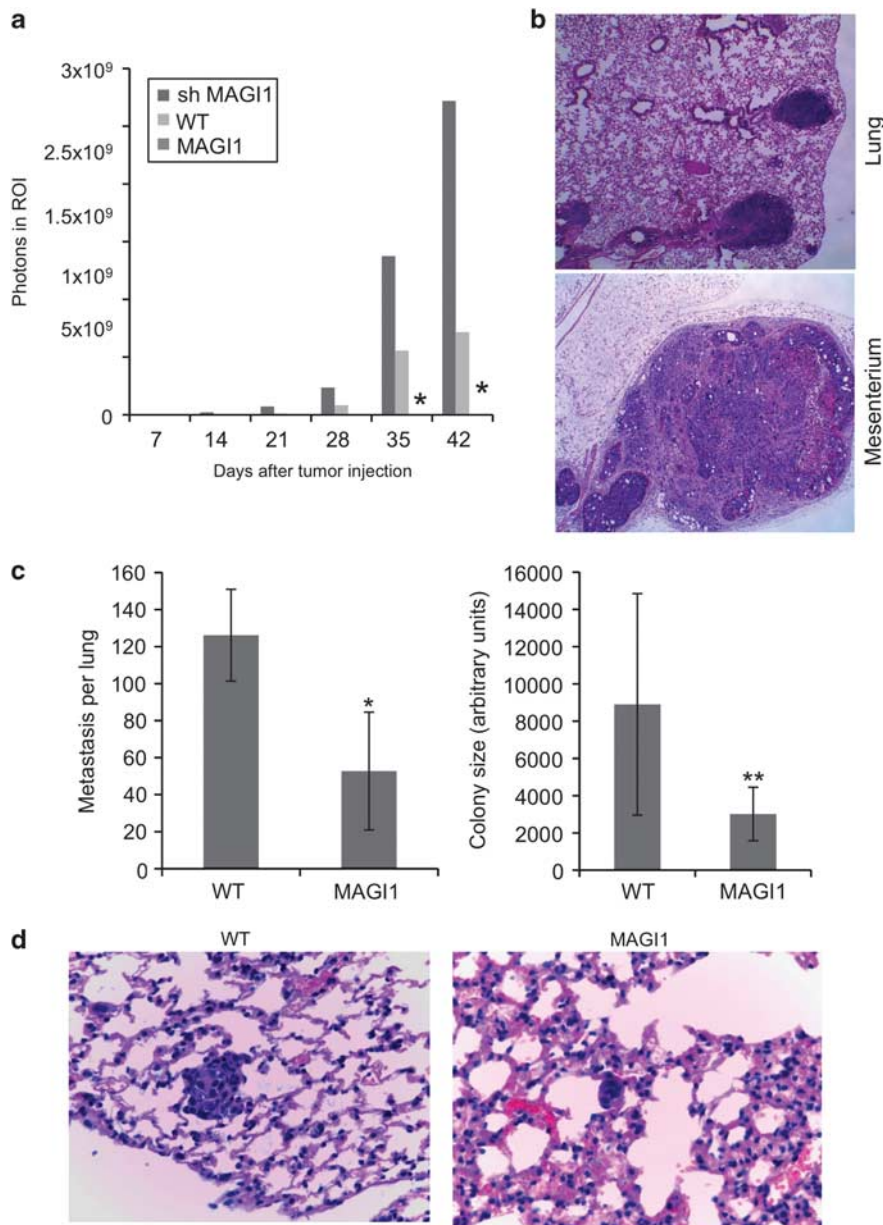 a
3x10⁹
2.5x10⁹
1.5x10⁹
1x10⁹
5x10⁹
0
Photons in ROI
sh MAGI1
WT
MAGI1
* *
7 14 21 28 35 42
Days after tumor injection
b
Lung
Mesenterium
c
160
140
120
100
80
60
40
20
0
Metastasis per lung
*
WT MAGI1
16000
14000
12000
10000
8000
6000
4000
2000
0
Colony size (arbitrary units)
**
WT MAGI1
d
WT
MAGI1